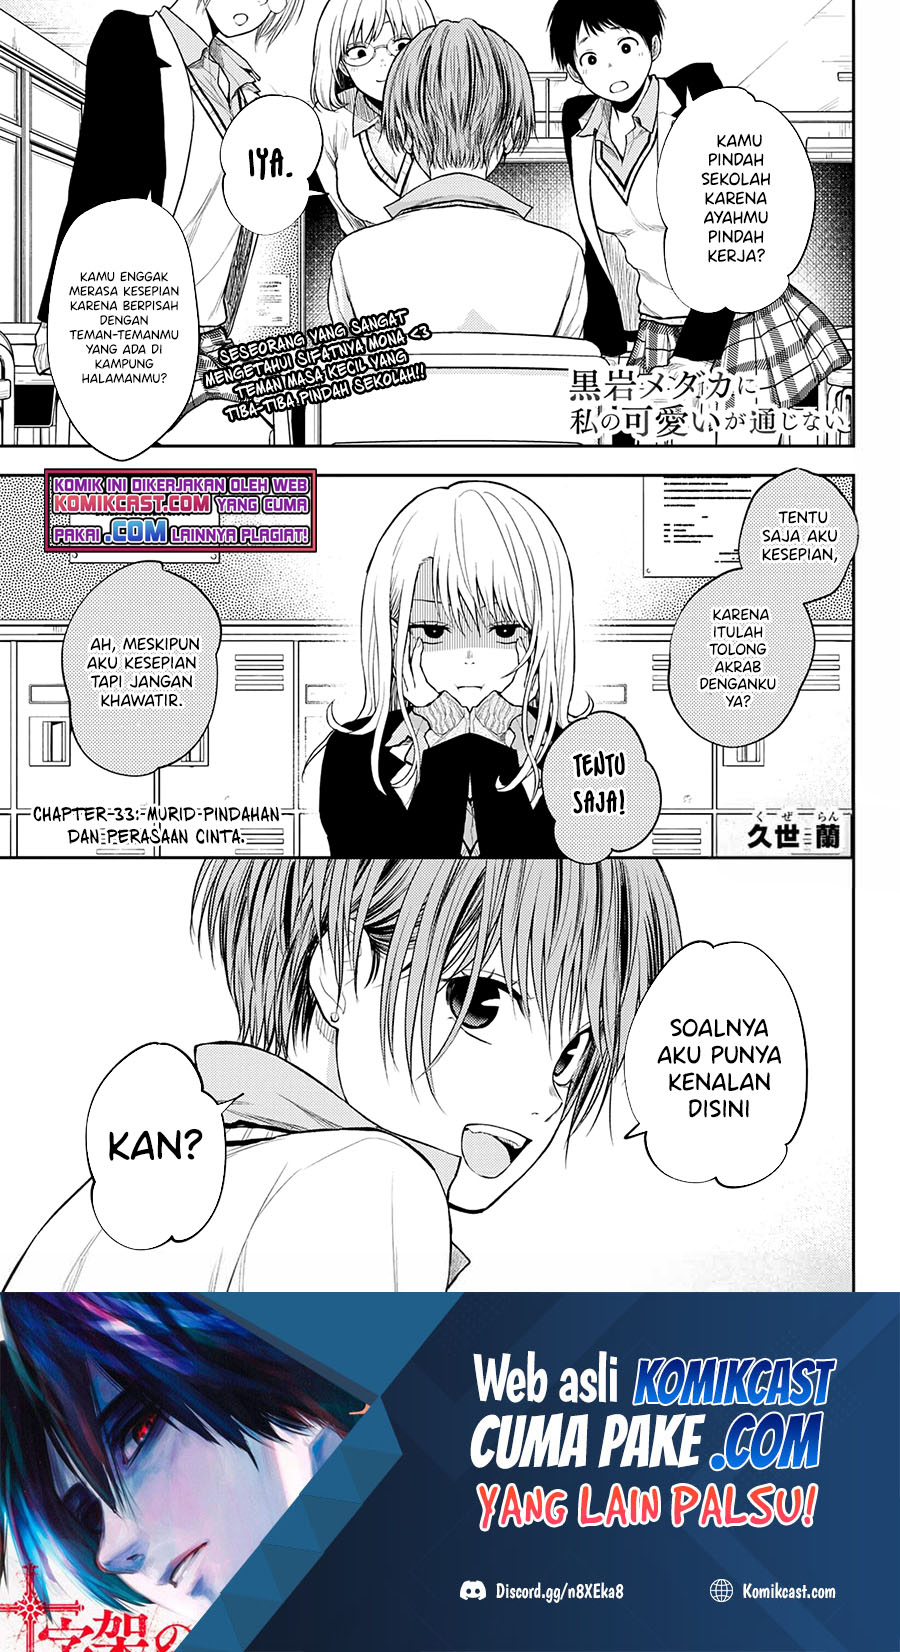 KAMU
PINDAH
SEKOLAH
KARENA
AYAHMU
PINDAH
KERJA?
IYA.
KAMU ENGGAK
MERASA KESEPIAN
KARENA BERPISAH
DENGAN
TEMAN-TEMANMU
YANG ADA DI
KAMPUNG
HALAMANMU?
SESEORANG YANG SANGAT
MENGETAHUI SIFATNYA MONA <3
TEMAN MASA KECIL YANG
TIBA-TIBA PINDAH SEKOLAH!!
黒岩メダカに
私の可愛いが通じない
KOMIK INI DIKERJAKAN OLEH WEB
KOMIKCAST.COM YANG CUMA
PAKAI .COM LAINNYA PLAGIAT!
TENTU
SAJA AKU
KESEPIAN,
KARENA
ITULAH
TOLONG
AKRAB
DENGANKU
YA?
AH, MESKIPUN
AKU KESEPIAN
TAPI JANGAN
KHAWATIR.
TENTU
SAJA!
CHAPTER 33: MURID PINDAHAN
DAN PERASAAN CINTA.
くぜ らん
久世 蘭
SOALNYA
AKU PUNYA
KENALAN
DISINI
KAN?
Web asli KOMIKCAST
CUMA PAKE .COM
YANG LAIN PALSU!
Discord.gg/n8XEka8
Komikcast.com
十字架の